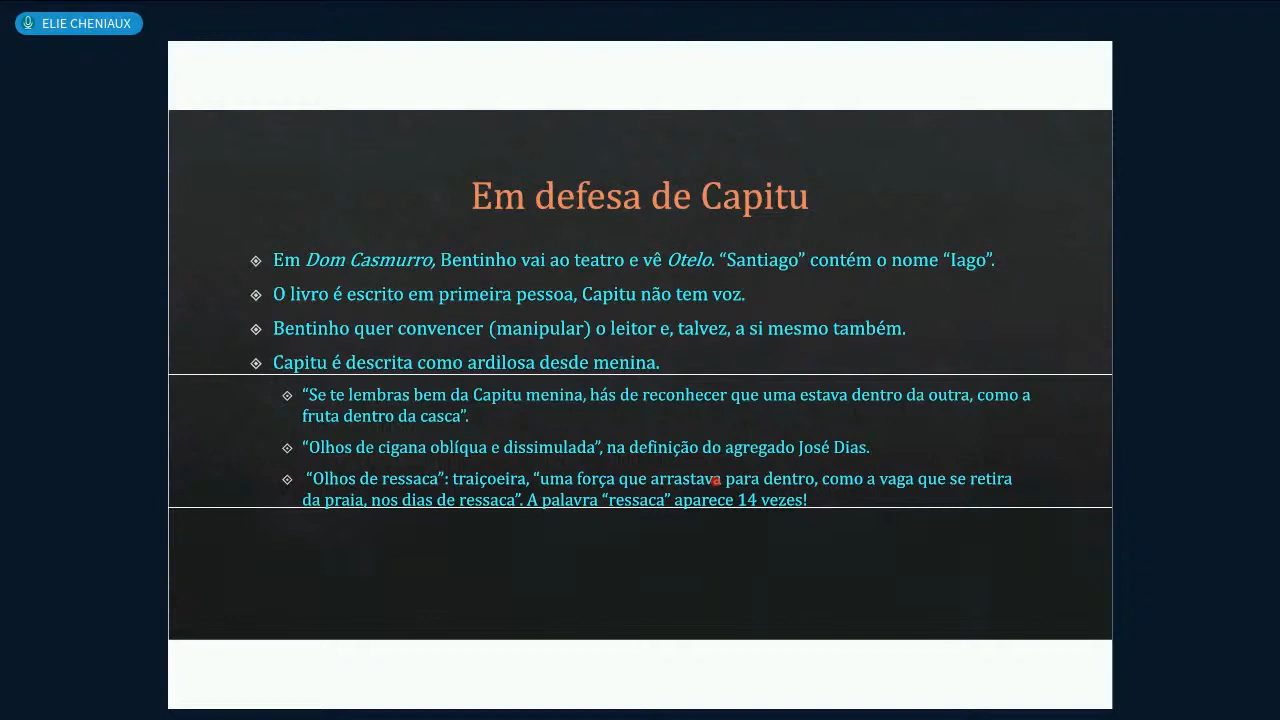 ELIE CHENIAUX
Em defesa de Capitu
Em Dom Casmurro, Bentinho vai ao teatro e vê Otelo. “Santiago” contém o nome “Iago”.
O livro é escrito em primeira pessoa, Capitu não tem voz.
Bentinho quer convencer (manipular) o leitor e, talvez, a si mesmo também.
Capitu é descrita como ardilosa desde menina.
“Se te lembras bem da Capitu menina, hás de reconhecer que uma estava dentro da outra, como a
fruta dentro da casca”.
“Olhos de cigana oblíqua e dissimulada”, na definição do agregado José Dias.
“Olhos de ressaca”: traiçoeira, “uma força que arrastava para dentro, como a vaga que se retira
da praia, nos dias de ressaca”. A palavra “ressaca” aparece 14 vezes!